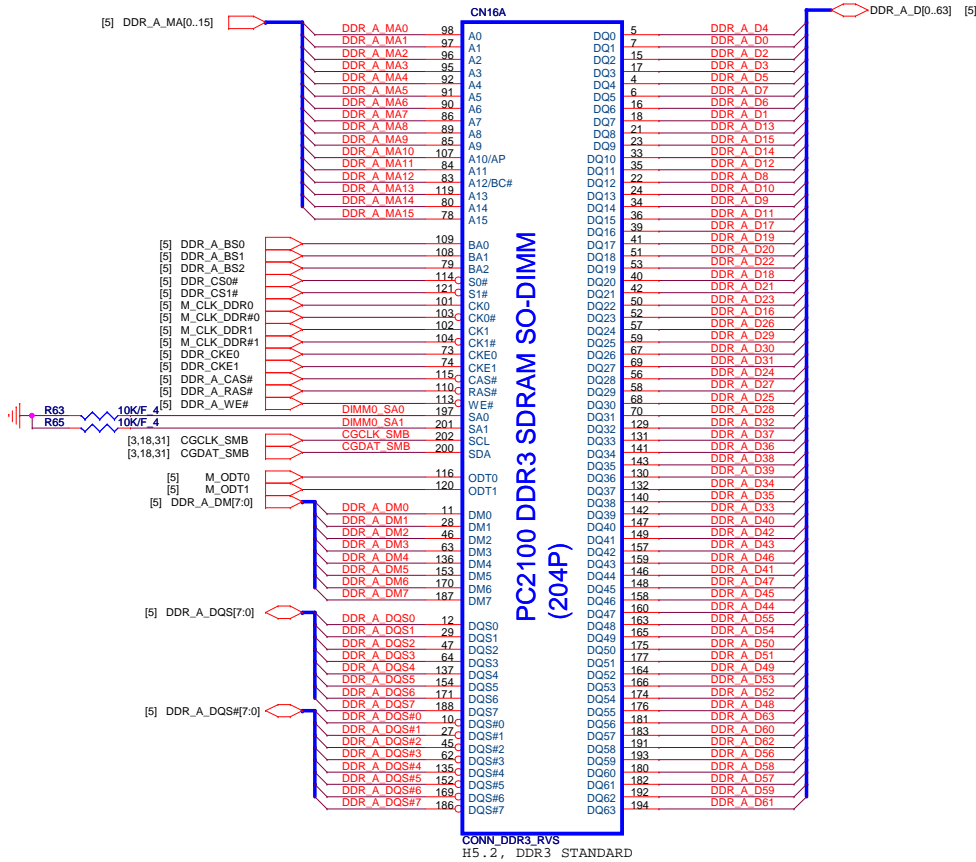 CN16A
[5] DDR_A_MA[0..15]
DDR_A_D[0..63] [5]
DDR_A_MA0 98 A0
DDR_A_MA1 97 A1
DDR_A_MA2 96 A2
DDR_A_MA3 95 A3
DDR_A_MA4 92 A4
DDR_A_MA5 91 A5
DDR_A_MA6 90 A6
DDR_A_MA7 86 A7
DDR_A_MA8 89 A8
DDR_A_MA9 85 A9
DDR_A_MA10 107 A10/AP
DDR_A_MA11 84 A11
DDR_A_MA12 83 A12/BC#
DDR_A_MA13 119 A13
DDR_A_MA14 80 A14
DDR_A_MA15 78 A15
[5] DDR_A_BS0 109 BA0
[5] DDR_A_BS1 108 BA1
[5] DDR_A_BS2 79 BA2
[5] DDR_CS0# 114 S0#
[5] DDR_CS1# 121 S1#
[5] M_CLK_DDR0 101 CK0
[5] M_CLK_DDR#0 103 CK0#
[5] M_CLK_DDR1 102 CK1
[5] M_CLK_DDR#1 104 CK1#
[5] DDR_CKE0 73 CKE0
[5] DDR_CKE1 74 CKE1
[5] DDR_A_CAS# 115 CAS#
[5] DDR_A_RAS# 110 RAS#
[5] DDR_A_WE# 113 WE#
R63 10K/F_4 DIMM0_SA0 197 SA0
R65 10K/F_4 DIMM0_SA1 201 SA1
[3,18,31] CGCLK_SMB CGCLK_SMB 202 SCL
[3,18,31] CGDAT_SMB CGDAT_SMB 200 SDA
[5] M_ODT0 116 ODT0
[5] M_ODT1 120 ODT1
[5] DDR_A_DM[7:0]
DDR_A_DM0 11 DM0
DDR_A_DM1 28 DM1
DDR_A_DM2 46 DM2
DDR_A_DM3 63 DM3
DDR_A_DM4 136 DM4
DDR_A_DM5 153 DM5
DDR_A_DM6 170 DM6
DDR_A_DM7 187 DM7
[5] DDR_A_DQS[7:0]
DDR_A_DQS0 12 DQS0
DDR_A_DQS1 29 DQS1
DDR_A_DQS2 47 DQS2
DDR_A_DQS3 64 DQS3
DDR_A_DQS4 137 DQS4
DDR_A_DQS5 154 DQS5
DDR_A_DQS6 171 DQS6
DDR_A_DQS7 188 DQS7
[5] DDR_A_DQS#[7:0]
DDR_A_DQS#0 10 DQS#0
DDR_A_DQS#1 27 DQS#1
DDR_A_DQS#2 45 DQS#2
DDR_A_DQS#3 62 DQS#3
DDR_A_DQS#4 135 DQS#4
DDR_A_DQS#5 152 DQS#5
DDR_A_DQS#6 169 DQS#6
DDR_A_DQS#7 186 DQS#7
PC2100 DDR3 SDRAM SO-DIMM
(204P)
DQ0 5 DDR_A_D4
DQ1 7 DDR_A_D0
DQ2 15 DDR_A_D2
DQ3 17 DDR_A_D3
DQ4 4 DDR_A_D5
DQ5 6 DDR_A_D7
DQ6 16 DDR_A_D6
DQ7 18 DDR_A_D1
DQ8 21 DDR_A_D13
DQ9 23 DDR_A_D15
DQ10 33 DDR_A_D14
DQ11 35 DDR_A_D12
DQ12 22 DDR_A_D8
DQ13 24 DDR_A_D10
DQ14 34 DDR_A_D9
DQ15 36 DDR_A_D11
DQ16 39 DDR_A_D17
DQ17 41 DDR_A_D19
DQ18 51 DDR_A_D20
DQ19 53 DDR_A_D22
DQ20 40 DDR_A_D18
DQ21 42 DDR_A_D21
DQ22 50 DDR_A_D23
DQ23 52 DDR_A_D16
DQ24 57 DDR_A_D26
DQ25 59 DDR_A_D29
DQ26 67 DDR_A_D30
DQ27 69 DDR_A_D31
DQ28 56 DDR_A_D24
DQ29 58 DDR_A_D27
DQ30 68 DDR_A_D25
DQ31 70 DDR_A_D28
DQ32 129 DDR_A_D32
DQ33 131 DDR_A_D37
DQ34 141 DDR_A_D36
DQ35 143 DDR_A_D38
DQ36 130 DDR_A_D39
DQ37 132 DDR_A_D34
DQ38 140 DDR_A_D35
DQ39 142 DDR_A_D33
DQ40 147 DDR_A_D40
DQ41 149 DDR_A_D42
DQ42 157 DDR_A_D43
DQ43 159 DDR_A_D46
DQ44 146 DDR_A_D41
DQ45 148 DDR_A_D47
DQ46 158 DDR_A_D45
DQ47 160 DDR_A_D44
DQ48 163 DDR_A_D55
DQ49 165 DDR_A_D54
DQ50 175 DDR_A_D50
DQ51 177 DDR_A_D51
DQ52 164 DDR_A_D49
DQ53 166 DDR_A_D53
DQ54 174 DDR_A_D52
DQ55 176 DDR_A_D48
DQ56 181 DDR_A_D63
DQ57 183 DDR_A_D60
DQ58 191 DDR_A_D62
DQ59 193 DDR_A_D56
DQ60 180 DDR_A_D58
DQ61 182 DDR_A_D57
DQ62 192 DDR_A_D59
DQ63 194 DDR_A_D61
CONN_DDR3_RVS
H5.2, DDR3 STANDARD